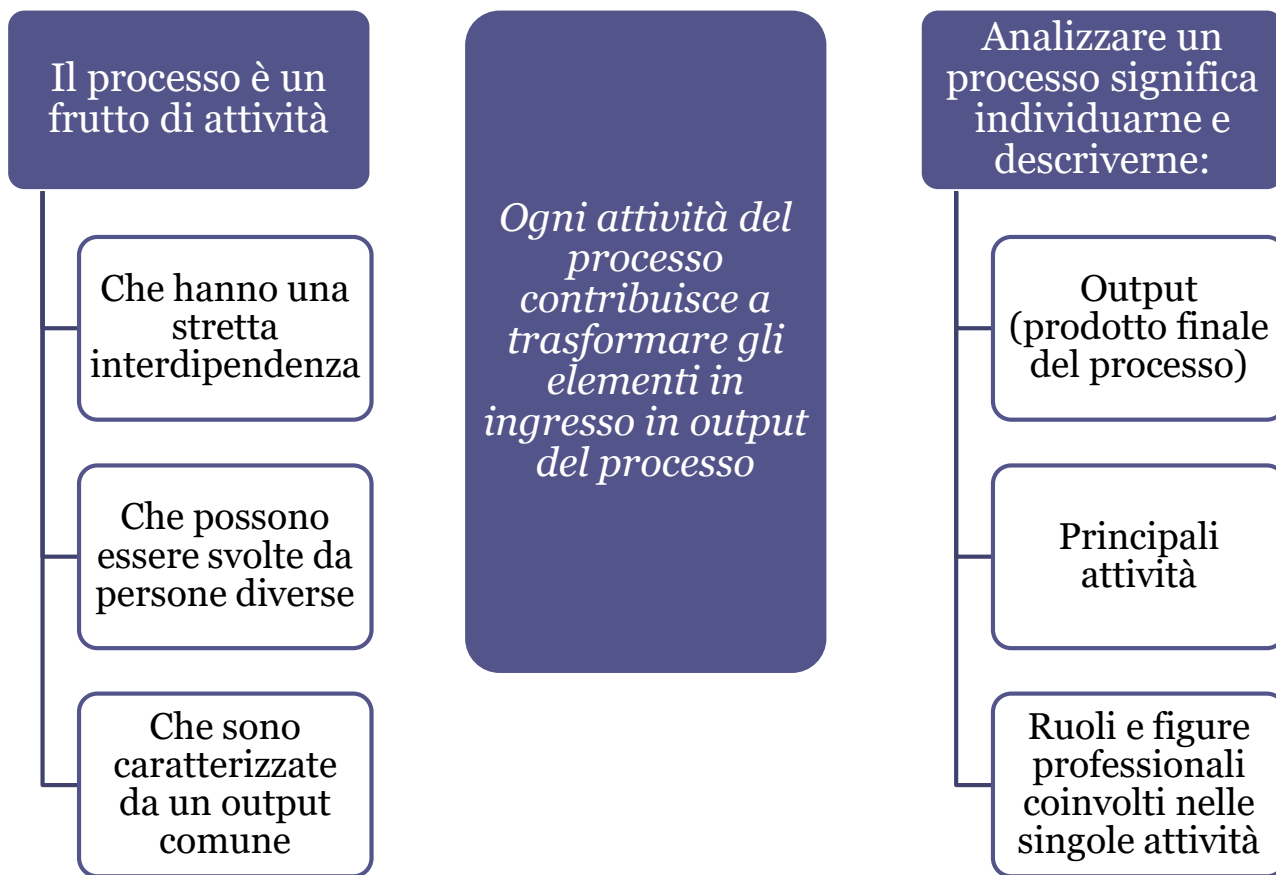 Il processo è un
frutto di attività
Che hanno una
stretta
interdipendenza
Che possono
essere svolte da
persone diverse
Che sono
caratterizzate
da un output
comune
Ogni attività del
processo
contribuisce a
trasformare gli
elementi in
ingresso in output
del processo
Analizzare un
processo significa
individuarne e
descriverne:
Output
(prodotto finale
del processo)
Principali
attività
Ruoli e figure
professionali
coinvolti nelle
singole attività